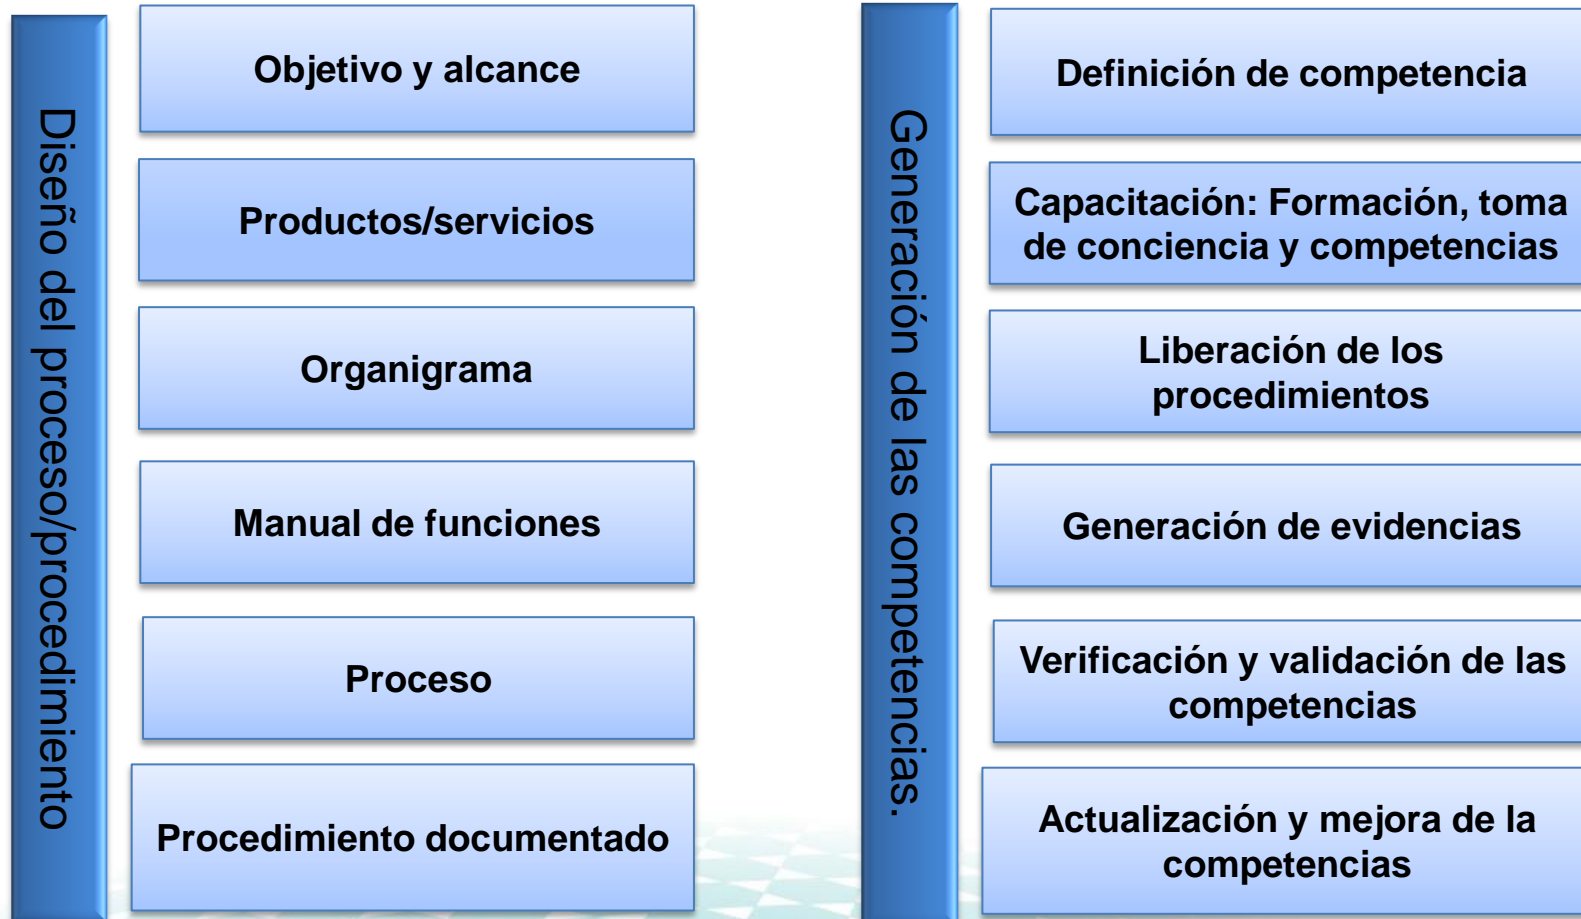 Diseño del proceso/procedimiento
Objetivo y alcance
Productos/servicios
Organigrama
Manual de funciones
Proceso
Procedimiento documentado
Generación de las competencias.
Definición de competencia
Capacitación: Formación, toma
de conciencia y competencias
Liberación de los
procedimientos
Generación de evidencias
Verificación y validación de las
competencias
Actualización y mejora de la
competencias